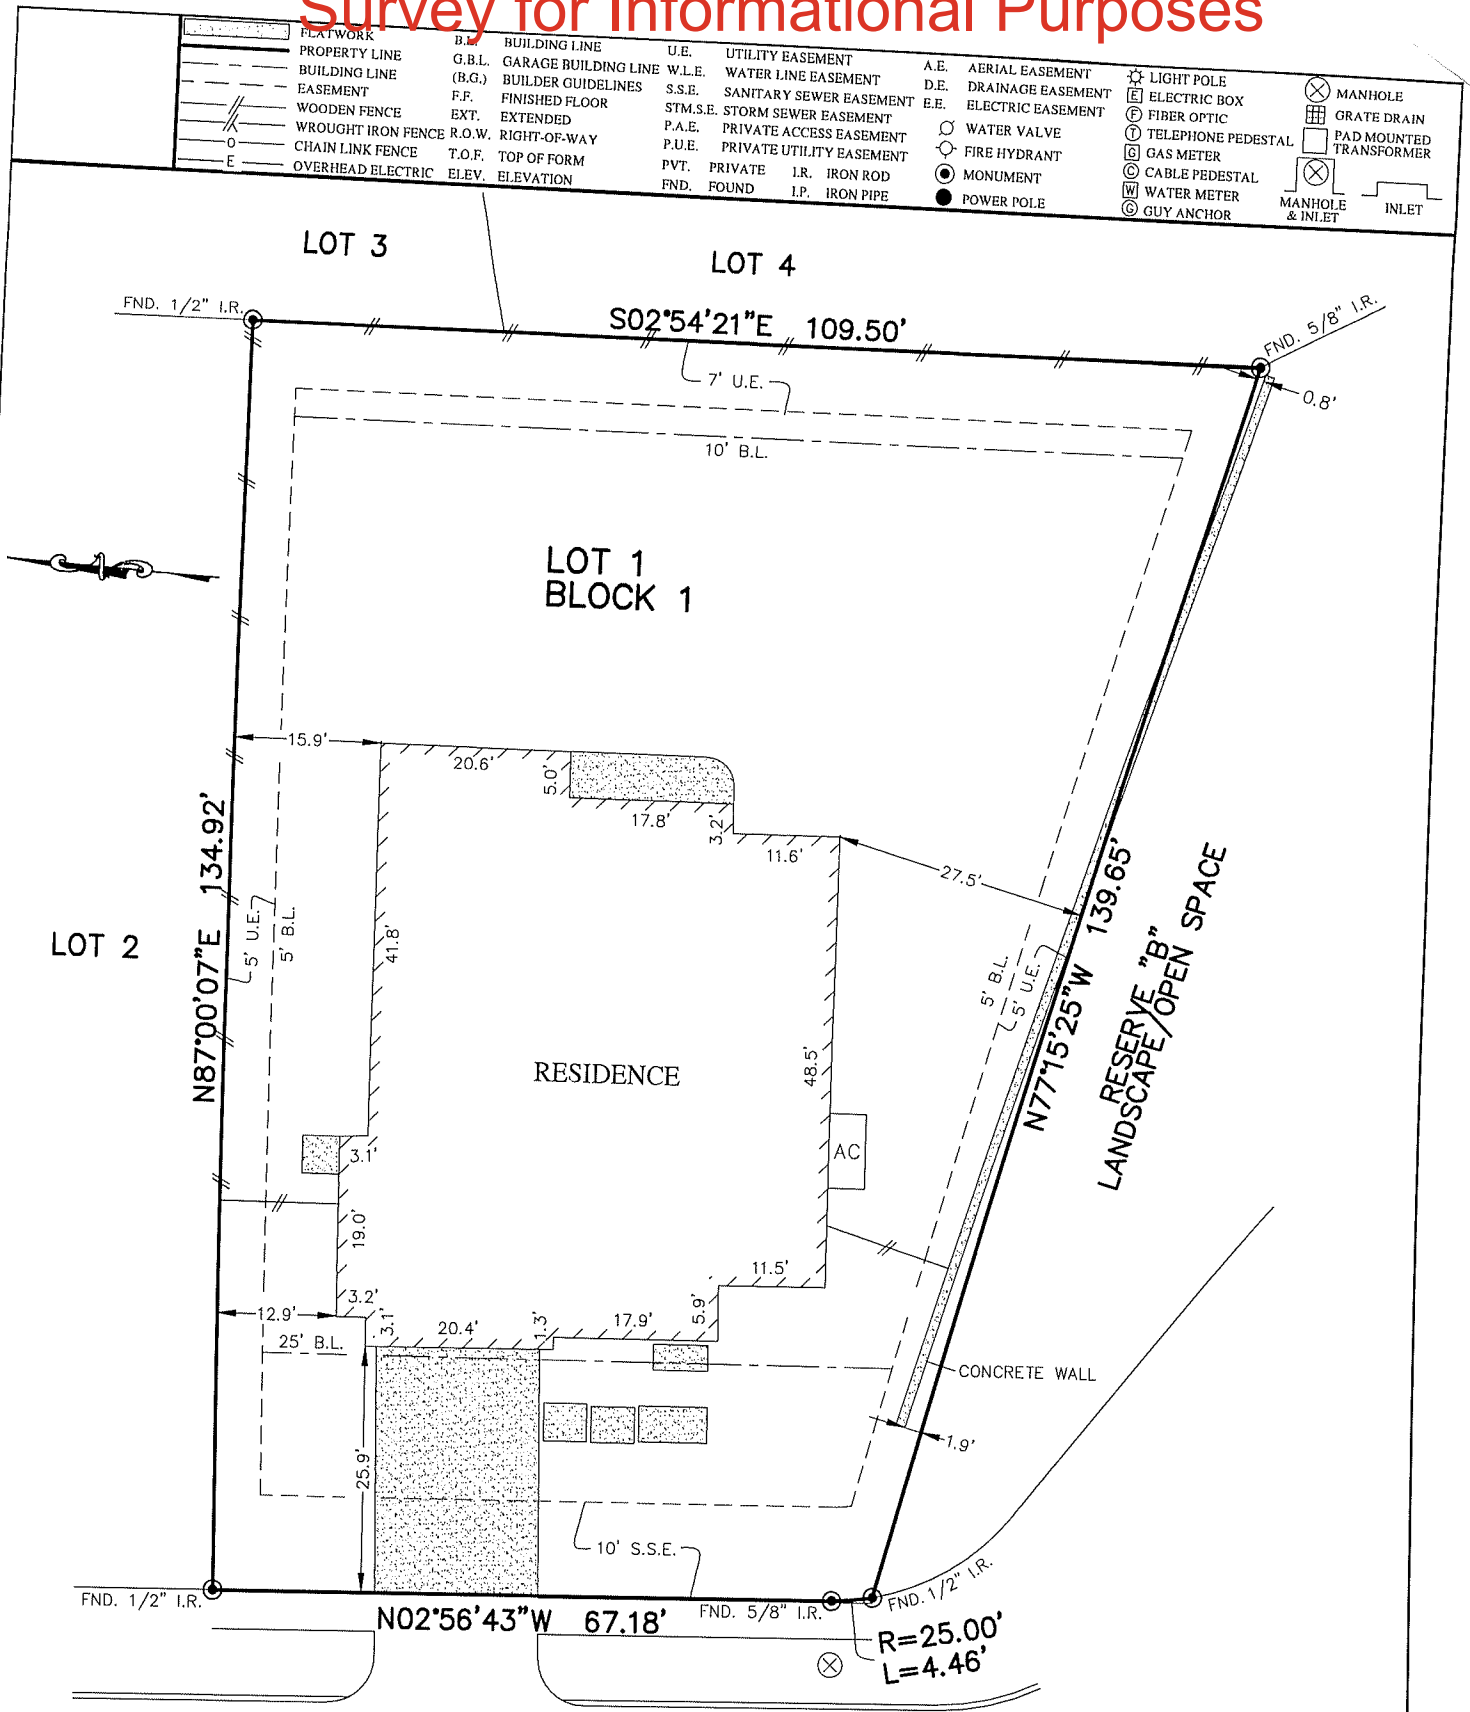 Survey for Informational Purposes
FLATWORK
PROPERTY LINE
BUILDING LINE
EASEMENT
WOODEN FENCE
WROUGHT IRON FENCE
O CHAIN LINK FENCE
E OVERHEAD ELECTRIC
B.L. BUILDING LINE
G.B.L. GARAGE BUILDING LINE
(B.G.) BUILDER GUIDELINES
F.F. FINISHED FLOOR
EXT. EXTENDED
R.O.W. RIGHT-OF-WAY
T.O.F. TOP OF FORM
ELEV. ELEVATION
U.E. UTILITY EASEMENT
W.L.E. WATER LINE EASEMENT
S.S.E. SANITARY SEWER EASEMENT
STM.S.E. STORM SEWER EASEMENT
P.A.E. PRIVATE ACCESS EASEMENT
P.U.E. PRIVATE UTILITY EASEMENT
PVT. PRIVATE I.R. IRON ROD
FND. FOUND I.P. IRON PIPE
A.E. AERIAL EASEMENT
D.E. DRAINAGE EASEMENT
E.E. ELECTRIC EASEMENT
WATER VALVE
FIRE HYDRANT
MONUMENT
POWER POLE
LIGHT POLE
E ELECTRIC BOX
F FIBER OPTIC
T TELEPHONE PEDESTAL
G GAS METER
C CABLE PEDESTAL
W WATER METER
G GUY ANCHOR
MANHOLE
GRATE DRAIN
PAD MOUNTED
TRANSFORMER
MANHOLE
& INLET
INLET
LOT 3
LOT 4
FND. 1/2" I.R.
S02°54'21"E 109.50'
FND. 5/8" I.R.
7' U.E.
0.8'
10' B.L.
LOT 1
BLOCK 1
15.9'
20.6'
5.0'
17.8'
3.2'
11.6'
27.5'
N87°00'07"E 134.92'
LOT 2
5' U.E.
5' B.L.
41.8'
RESIDENCE
48.5'
AC
5' B.L.
5' U.E.
N77°15'25"W 139.65'
RESERVE "B"
LANDSCAPE/OPEN SPACE
3.1'
19.0'
3.2'
12.9'
3.1'
20.4'
1.3'
17.9'
5.9'
11.5'
25' B.L.
25.9'
CONCRETE WALL
1.9'
10' S.S.E.
FND. 1/2" I.R.
N02°56'43"W 67.18'
FND. 5/8" I.R.
FND. 1/2" I.R.
R=25.00'
L=4.46'